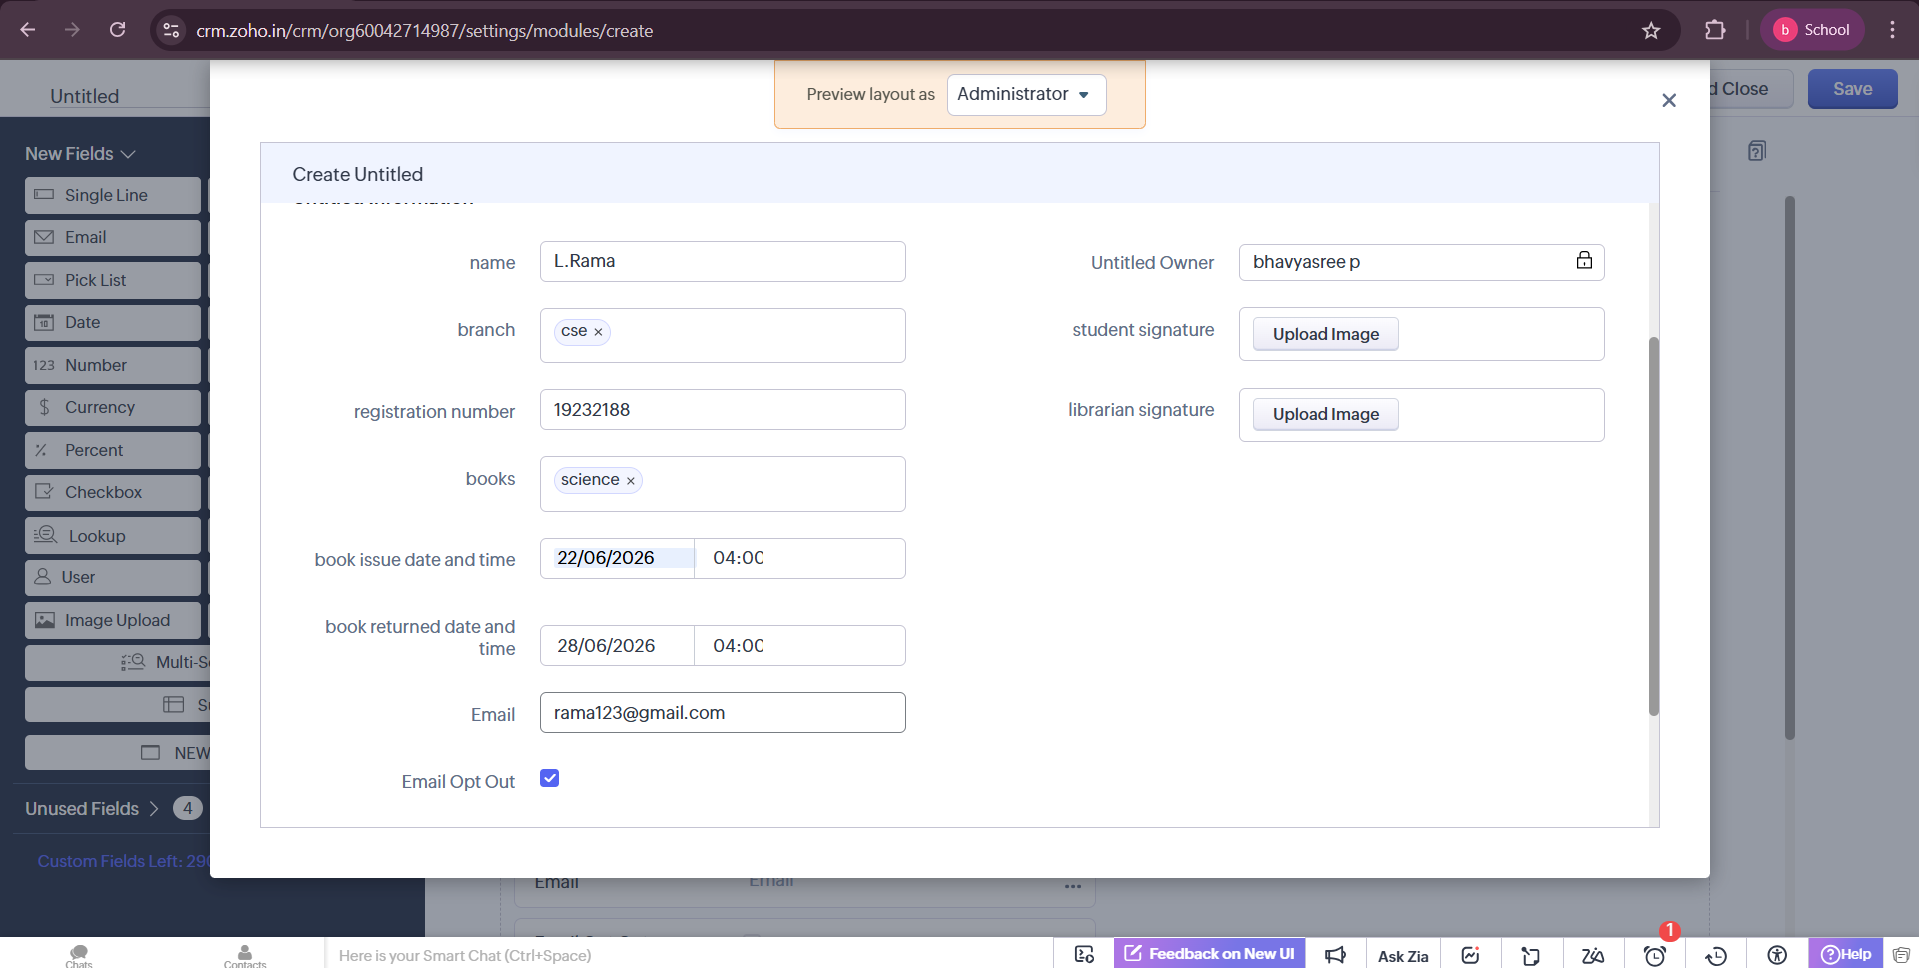 crm.zoho.in/crm/org60042714987/settings/modules/create
b School
Untitled
Preview layout as Administrator
d Close
Save
New Fields
Single Line
Email
Pick List
Date
123 Number
$ Currency
Percent
Checkbox
Lookup
User
Image Upload
Multi-S
S
NEW
Unused Fields 4
Custom Fields Left: 290
Create Untitled
Untitled Information
name L.Rama
Untitled Owner bhavyasree p
branch cse ×
student signature Upload Image
registration number 19232188
librarian signature Upload Image
books science ×
book issue date and time 22/06/2026 04:00
book returned date and
time
28/06/2026 04:00
Email rama123@gmail.com
Email Opt Out
Email Email
Chats
Contacts
Here is your Smart Chat (Ctrl+Space)
Feedback on New UI
Ask Zia
1
Help